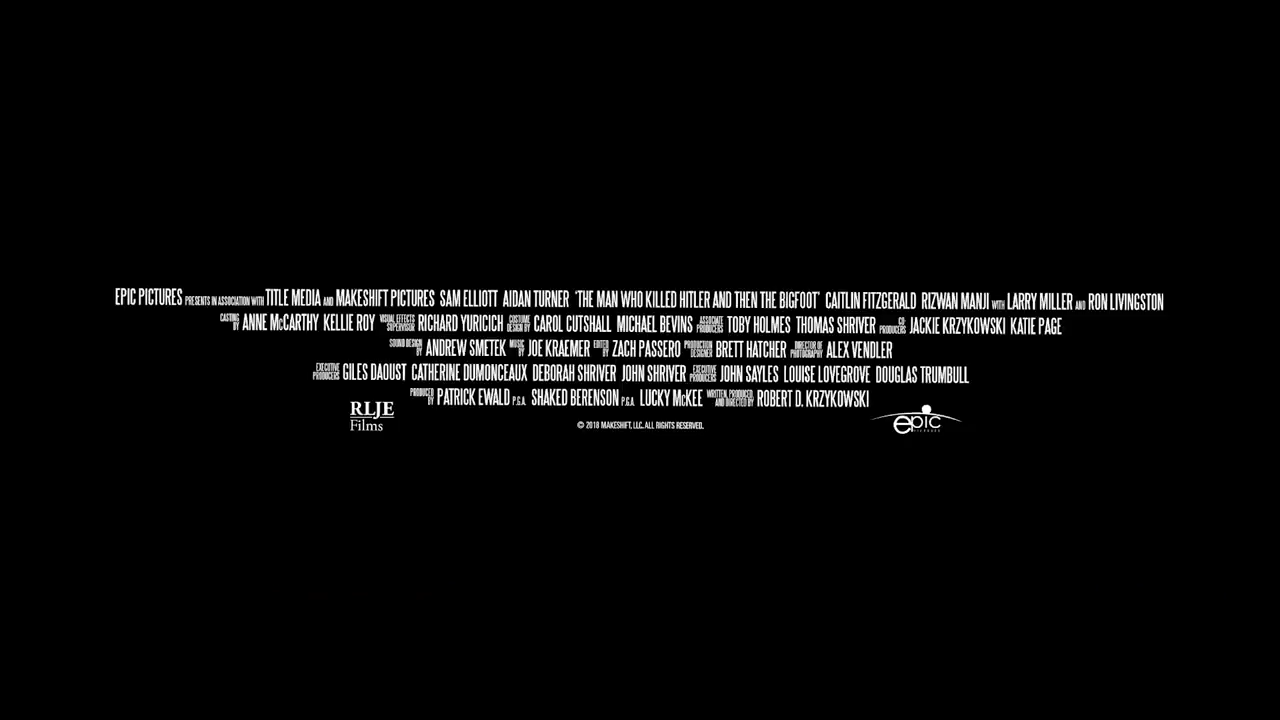 EPIC PICTURES PRESENTS IN ASSOCIATION WITH TITLE MEDIA AND MAKESHIFT PICTURES SAM ELLIOTT AIDAN TURNER 'THE MAN WHO KILLED HITLER AND THEN THE BIGFOOT' CAITLIN FITZGERALD RIZWAN MANJI WITH LARRY MILLER AND RON LIVINGSTON
CASTING BY ANNE McCARTHY KELLIE ROY VISUAL EFFECTS SUPERVISOR RICHARD YURICICH COSTUME DESIGN BY CAROL CUTSHALL MICHAEL BEVINS ASSOCIATE PRODUCERS TOBY HOLMES THOMAS SHRIVER CO PRODUCERS JACKIE KRZYKOWSKI KATIE PAGE
SOUND DESIGN BY ANDREW SMETEK MUSIC BY JOE KRAEMER EDITED BY ZACH PASSERO PRODUCTION DESIGNER BRETT HATCHER DIRECTOR OF PHOTOGRAPHY ALEX VENDLER
EXECUTIVE PRODUCERS GILES DAOUST CATHERINE DUMONCEAUX DEBORAH SHRIVER JOHN SHRIVER EXECUTIVE PRODUCERS JOHN SAYLES LOUISE LOVEGROVE DOUGLAS TRUMBULL
PRODUCED BY PATRICK EWALD P.G.A. SHAKED BERENSON P.G.A. LUCKY McKEE WRITTEN, PRODUCED, AND DIRECTED BY ROBERT D. KRZYKOWSKI
RLJE
Films
© 2018 MAKESHIFT, LLC. ALL RIGHTS RESERVED.
epic
PICTURES